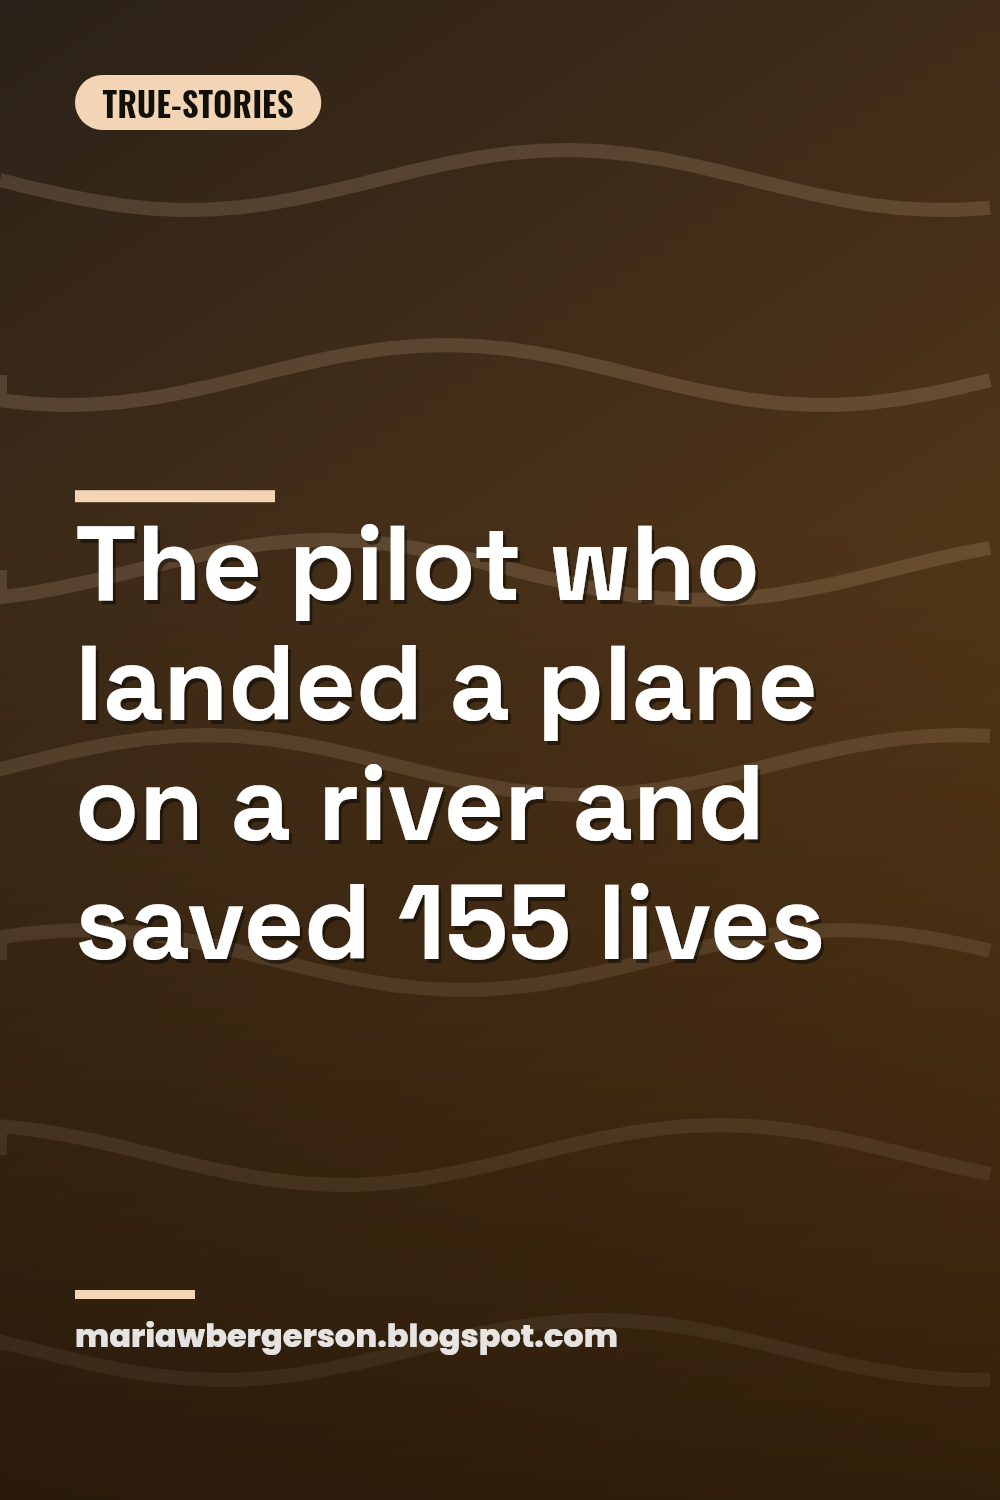 TRUE-STORIES
The pilot who
landed a plane
on a river and
saved 155 lives
mariawbergerson.blogspot.com